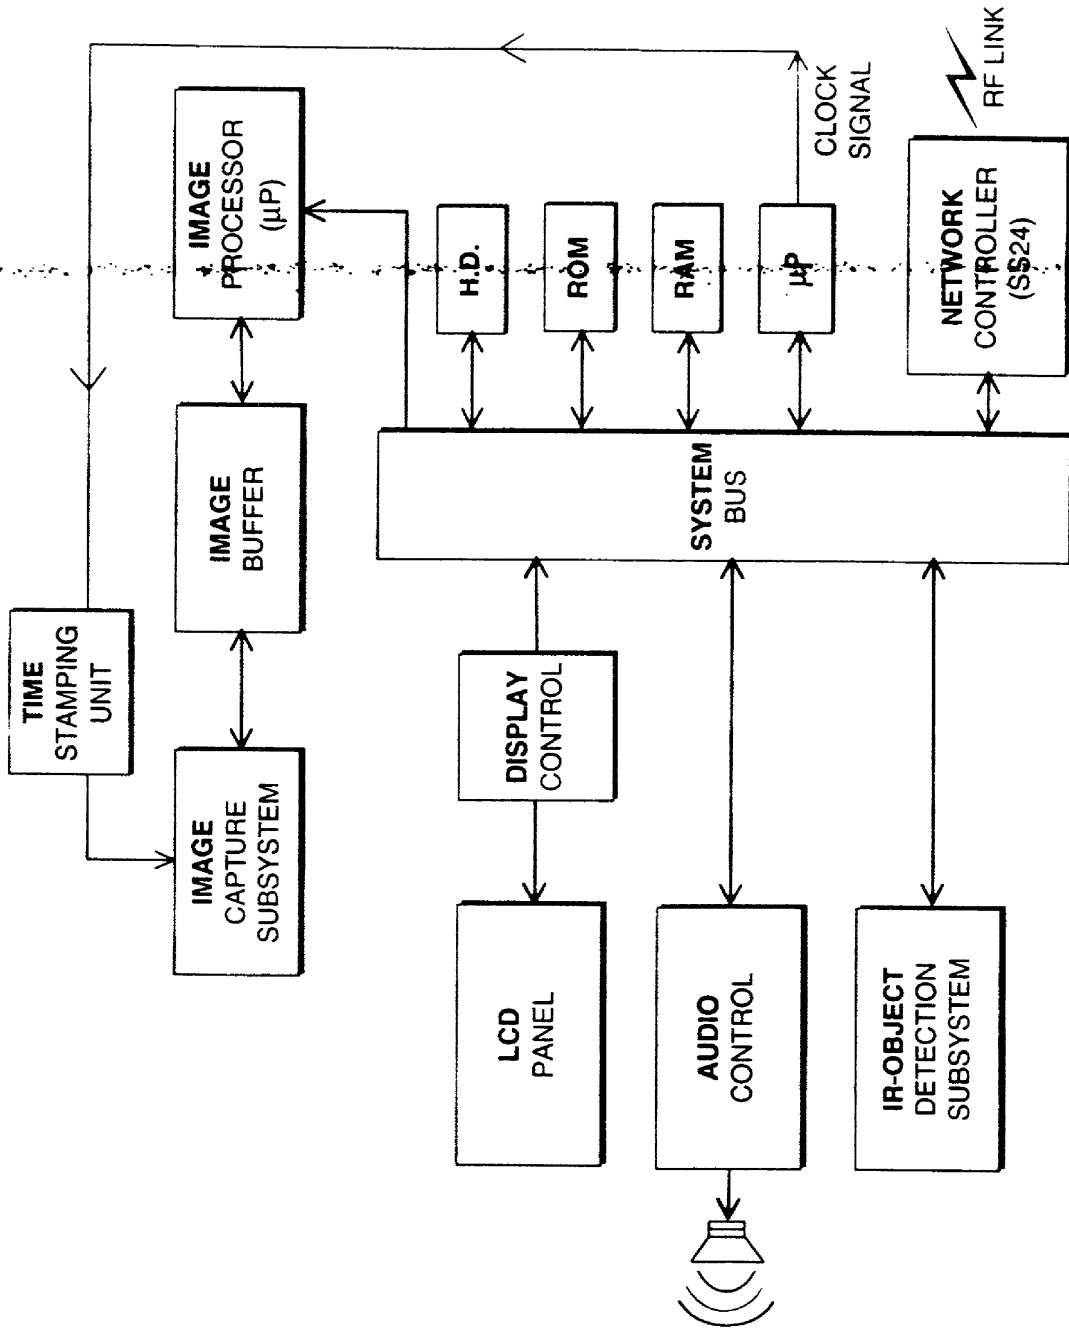 TIME
STAMPING
UNIT
IMAGE
CAPTURE
SUBSYSTEM
IMAGE
BUFFER
IMAGE
PROCESSOR
(μP)
LCD
PANEL
DISPLAY
CONTROL
H.D.
ROM
RAM
μP
CLOCK
SIGNAL
SYSTEM
BUS
AUDIO
CONTROL
IR-OBJECT
DETECTION
SUBSYSTEM
NETWORK
CONTROLLER
(SS24)
RF LINK